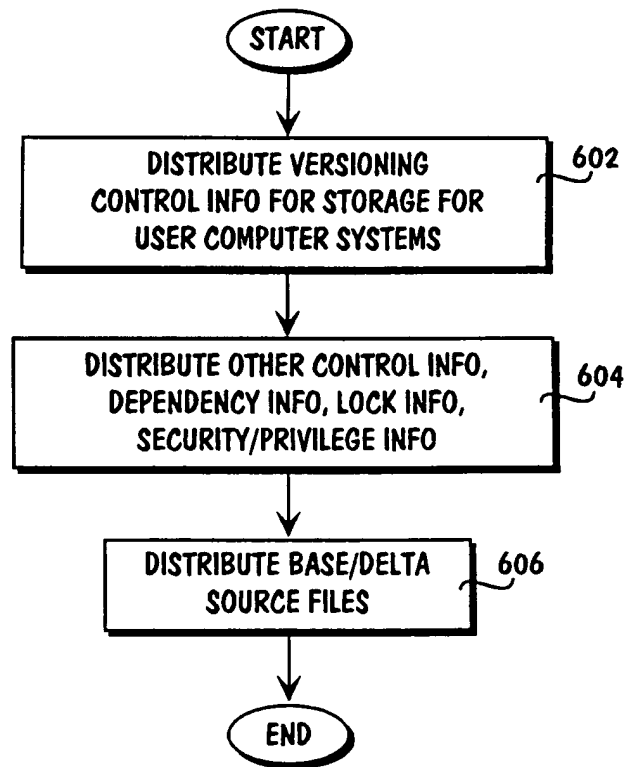 START
DISTRIBUTE VERSIONING
CONTROL INFO FOR STORAGE FOR
USER COMPUTER SYSTEMS
602
DISTRIBUTE OTHER CONTROL INFO,
DEPENDENCY INFO, LOCK INFO,
SECURITY/PRIVILEGE INFO
604
DISTRIBUTE BASE/DELTA
SOURCE FILES
606
END